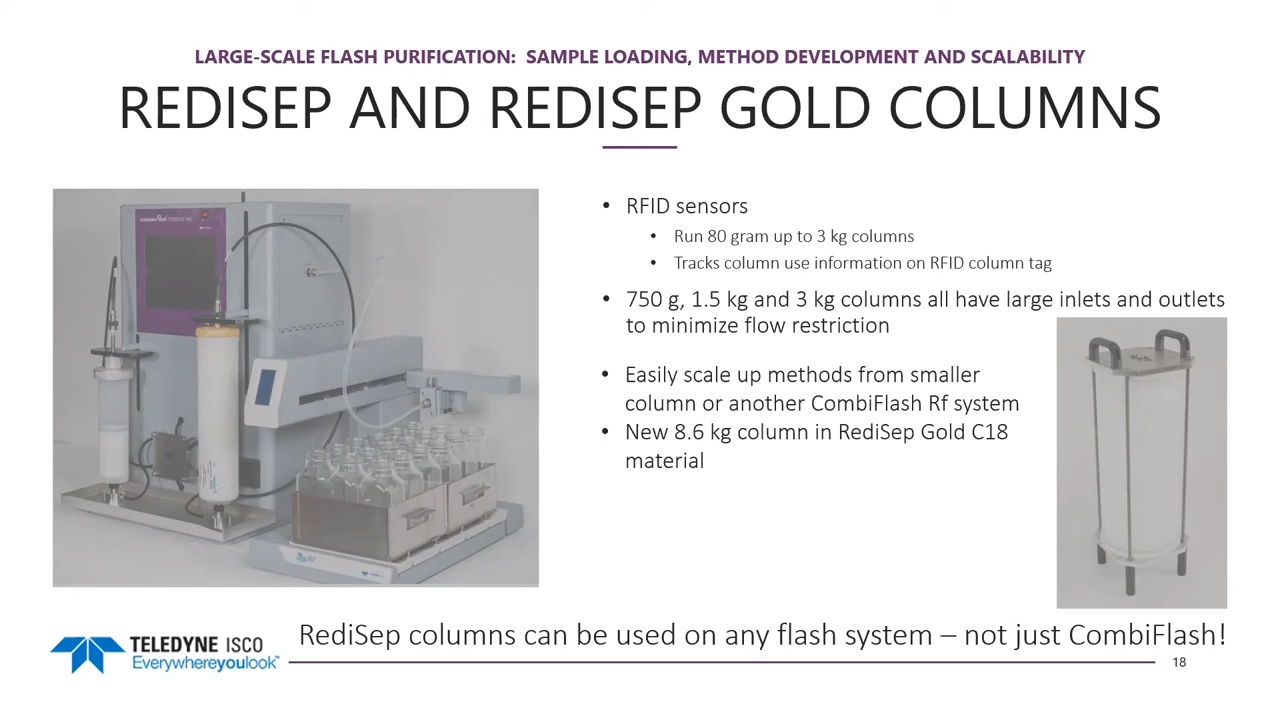 LARGE-SCALE FLASH PURIFICATION: SAMPLE LOADING, METHOD DEVELOPMENT AND SCALABILITY
REDISEP AND REDISEP GOLD COLUMNS
• RFID sensors
• Run 80 gram up to 3 kg columns
• Tracks column use information on RFID column tag
• 750 g, 1.5 kg and 3 kg columns all have large inlets and outlets
to minimize flow restriction
• Easily scale up methods from smaller
column or another CombiFlash Rf system
• New 8.6 kg column in RediSep Gold C18
material
RediSep columns can be used on any flash system – not just CombiFlash!
TELEDYNE ISCO
Everywhereyoulook™
18